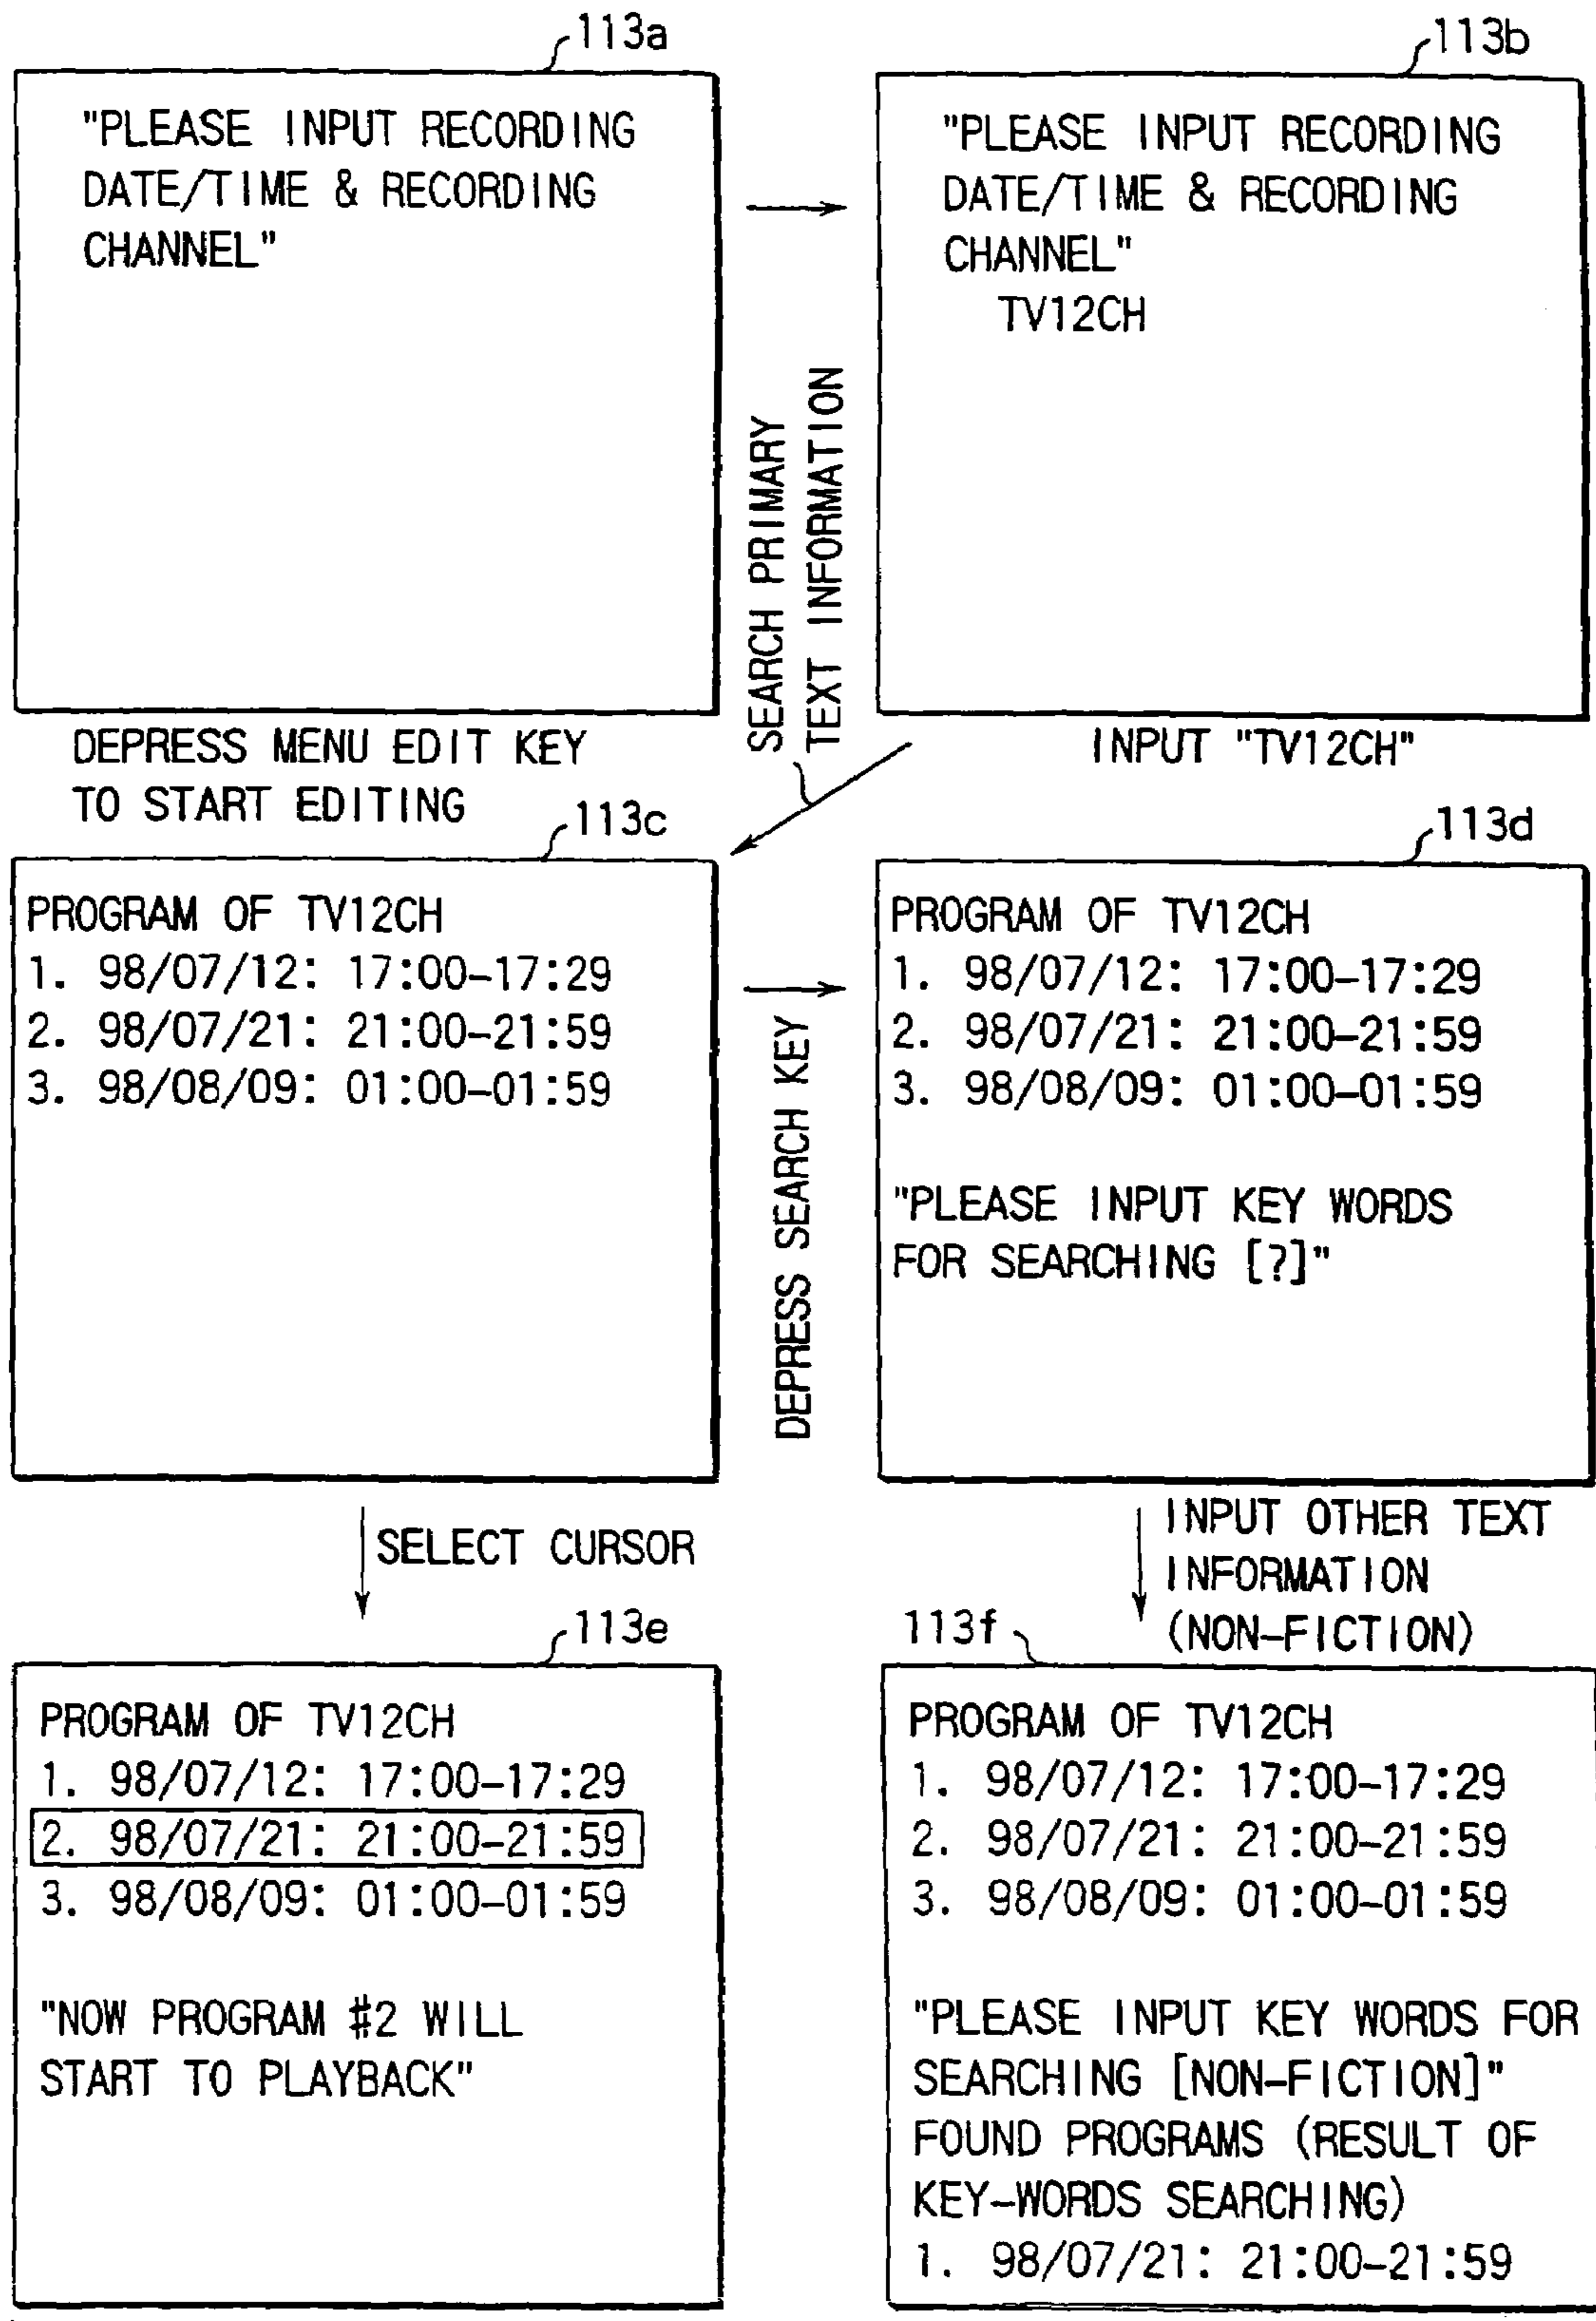 113a
"PLEASE INPUT RECORDING
DATE/TIME & RECORDING
CHANNEL"
DEPRESS MENU EDIT KEY
TO START EDITING
113b
"PLEASE INPUT RECORDING
DATE/TIME & RECORDING
CHANNEL"
TV12CH
INPUT "TV12CH"
SEARCH PRIMARY
TEXT INFORMATION
113c
PROGRAM OF TV12CH
1. 98/07/12: 17:00-17:29
2. 98/07/21: 21:00-21:59
3. 98/08/09: 01:00-01:59
DEPRESS SEARCH KEY
113d
PROGRAM OF TV12CH
1. 98/07/12: 17:00-17:29
2. 98/07/21: 21:00-21:59
3. 98/08/09: 01:00-01:59
"PLEASE INPUT KEY WORDS
FOR SEARCHING [?]"
SELECT CURSOR
INPUT OTHER TEXT
INFORMATION
(NON-FICTION)
113e
PROGRAM OF TV12CH
1. 98/07/12: 17:00-17:29
2. 98/07/21: 21:00-21:59
3. 98/08/09: 01:00-01:59
"NOW PROGRAM #2 WILL
START TO PLAYBACK"
113f
PROGRAM OF TV12CH
1. 98/07/12: 17:00-17:29
2. 98/07/21: 21:00-21:59
3. 98/08/09: 01:00-01:59
"PLEASE INPUT KEY WORDS FOR
SEARCHING [NON-FICTION]"
FOUND PROGRAMS (RESULT OF
KEY-WORDS SEARCHING)
1. 98/07/21: 21:00-21:59